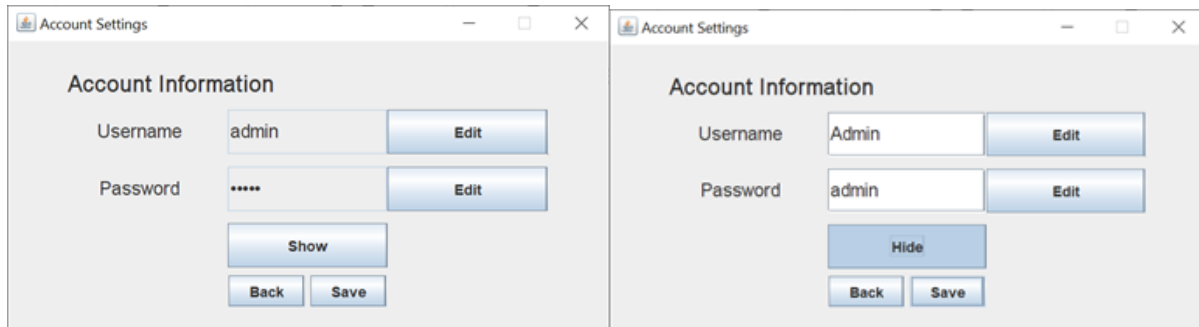 Account Settings
Account Information
Username admin Edit
Password ••••• Edit
Show
Back Save
Account Settings
Account Information
Username Admin Edit
Password admin Edit
Hide
Back Save